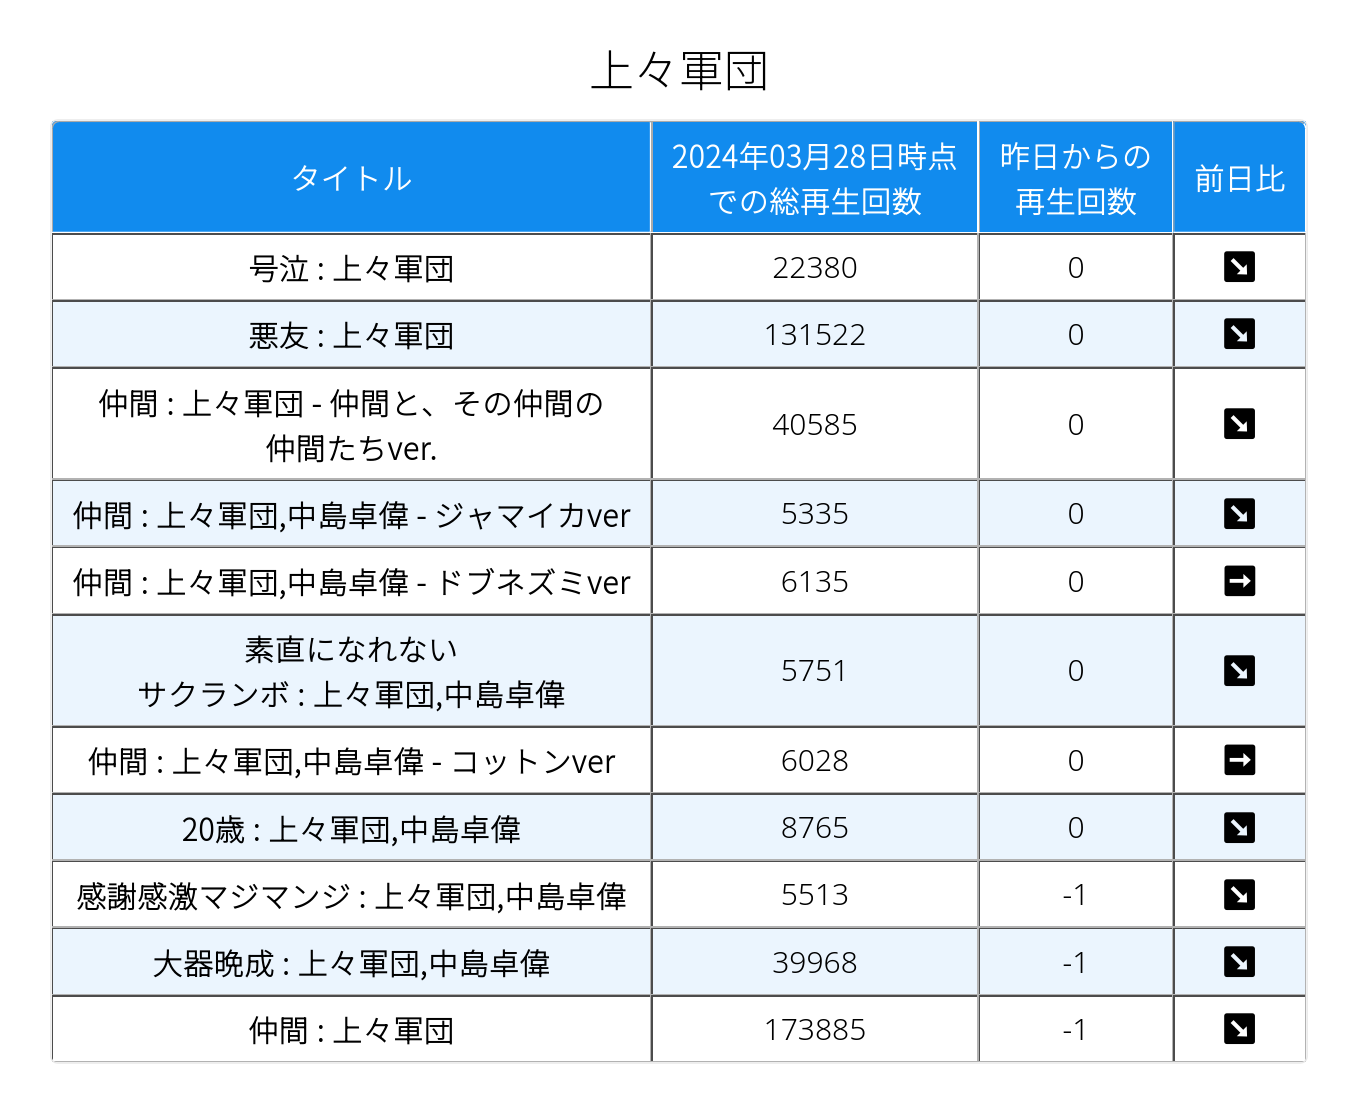 上々軍団
タイトル
2024年03月28日時点
での総再生回数
昨日からの
再生回数
前日比
号泣 : 上々軍団
22380
0
悪友 : 上々軍団
131522
0
仲間 : 上々軍団 - 仲間と、その仲間の
仲間たちver.
40585
0
仲間 : 上々軍団,中島卓偉 - ジャマイカver
5335
0
仲間 : 上々軍団,中島卓偉 - ドブネズミver
6135
0
素直になれない
サクランボ : 上々軍団,中島卓偉
5751
0
仲間 : 上々軍団,中島卓偉 - コットンver
6028
0
20歳 : 上々軍団,中島卓偉
8765
0
感謝感激マジマンジ : 上々軍団,中島卓偉
5513
-1
大器晩成 : 上々軍団,中島卓偉
39968
-1
仲間 : 上々軍団
173885
-1